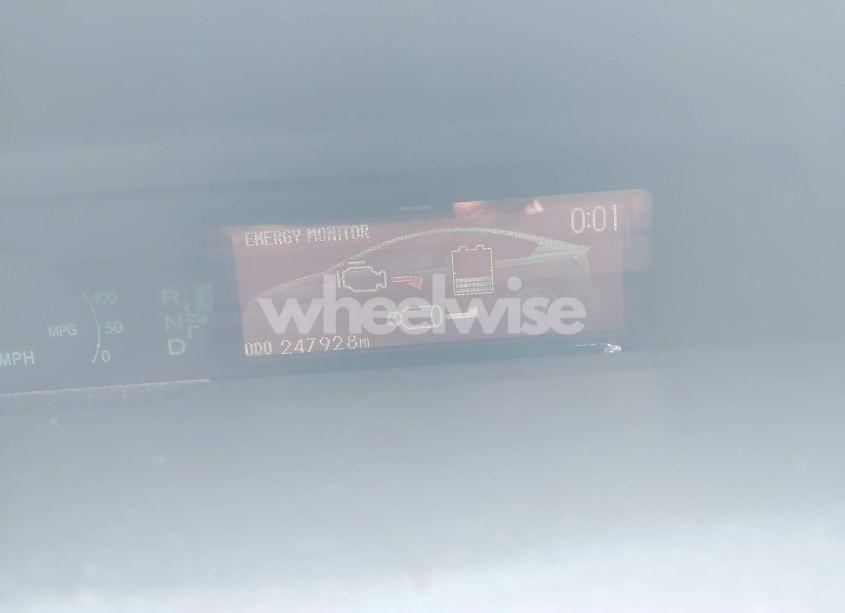 ENERGY MONITOR
0:01
wheelwise
100
MPG
50
0
MPH
R
N
D
ODO 247928MI